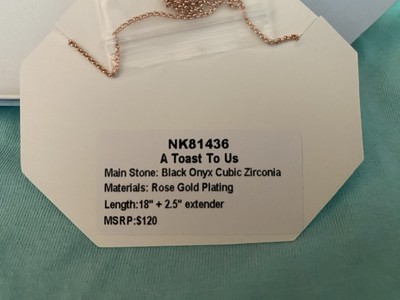 NK81436
A Toast To Us
Main Stone: Black Onyx Cubic Zirconia
Materials: Rose Gold Plating
Length:18" + 2.5" extender
MSRP:$120